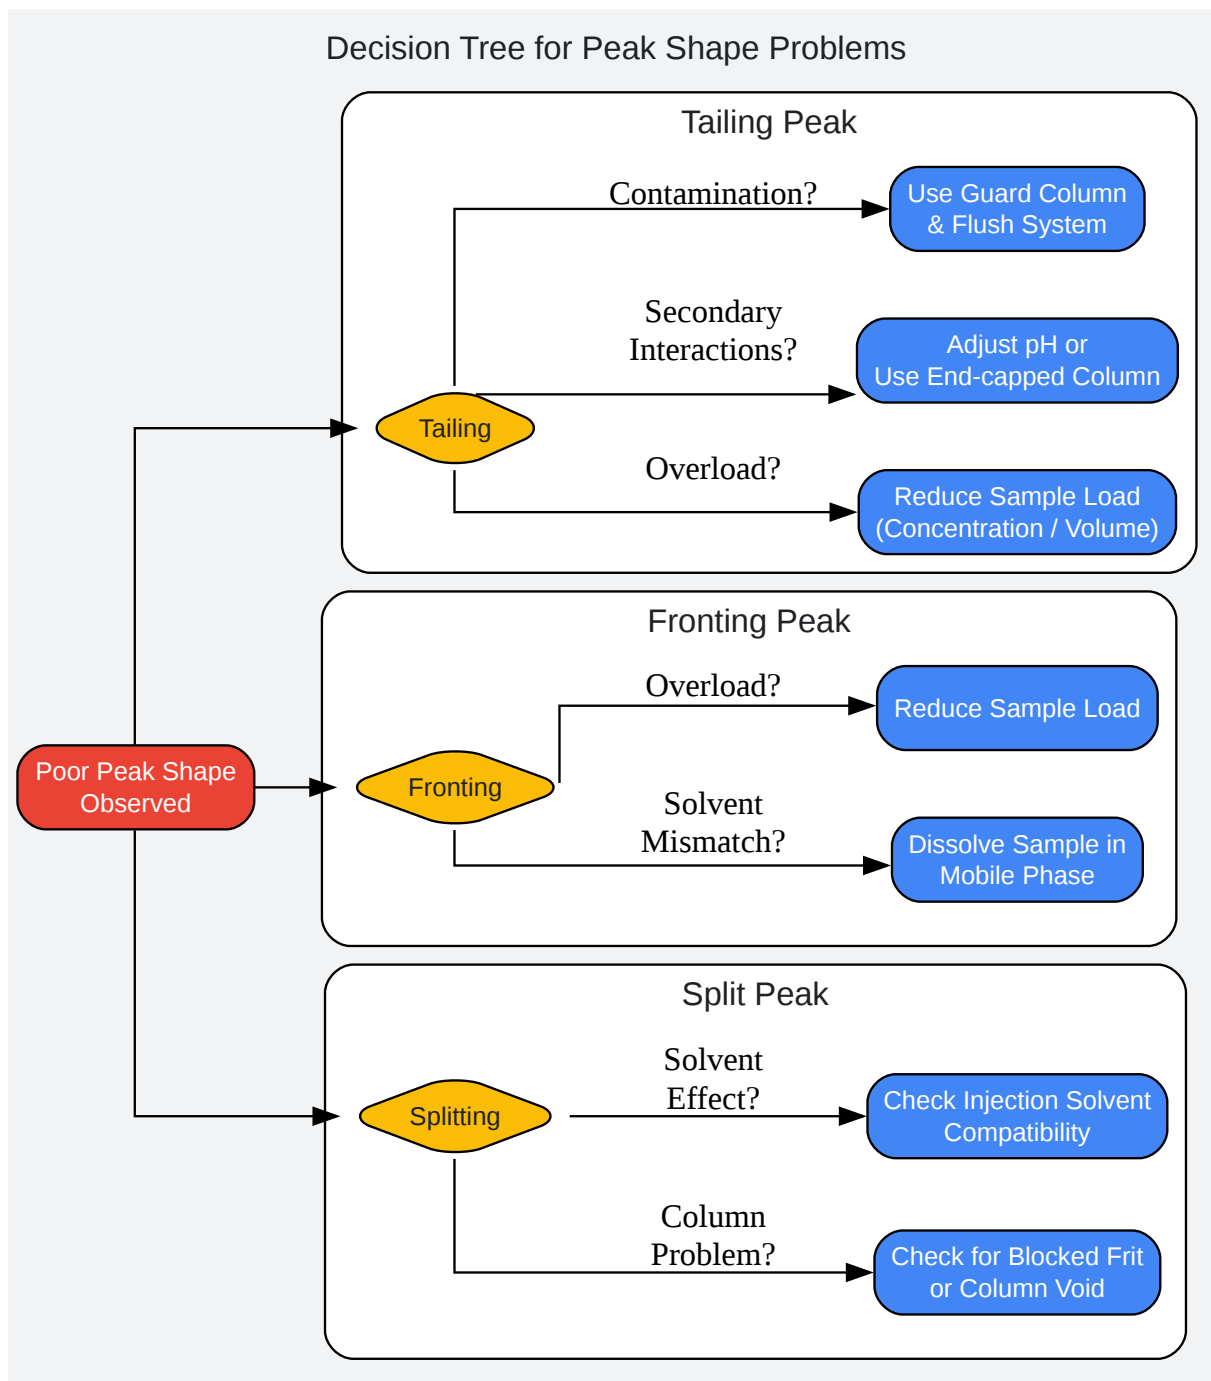 Decision Tree for Peak Shape Problems
Tailing Peak
Contamination?
Use Guard Column
& Flush System
Secondary
Interactions?
Adjust pH or
Use End-capped Column
Tailing
Overload?
Reduce Sample Load
(Concentration / Volume)
Fronting Peak
Overload?
Reduce Sample Load
Poor Peak Shape
Observed
Fronting
Solvent
Mismatch?
Dissolve Sample in
Mobile Phase
Split Peak
Solvent
Effect?
Splitting
Check Injection Solvent
Compatibility
Column
Problem?
Check for Blocked Frit
or Column Void